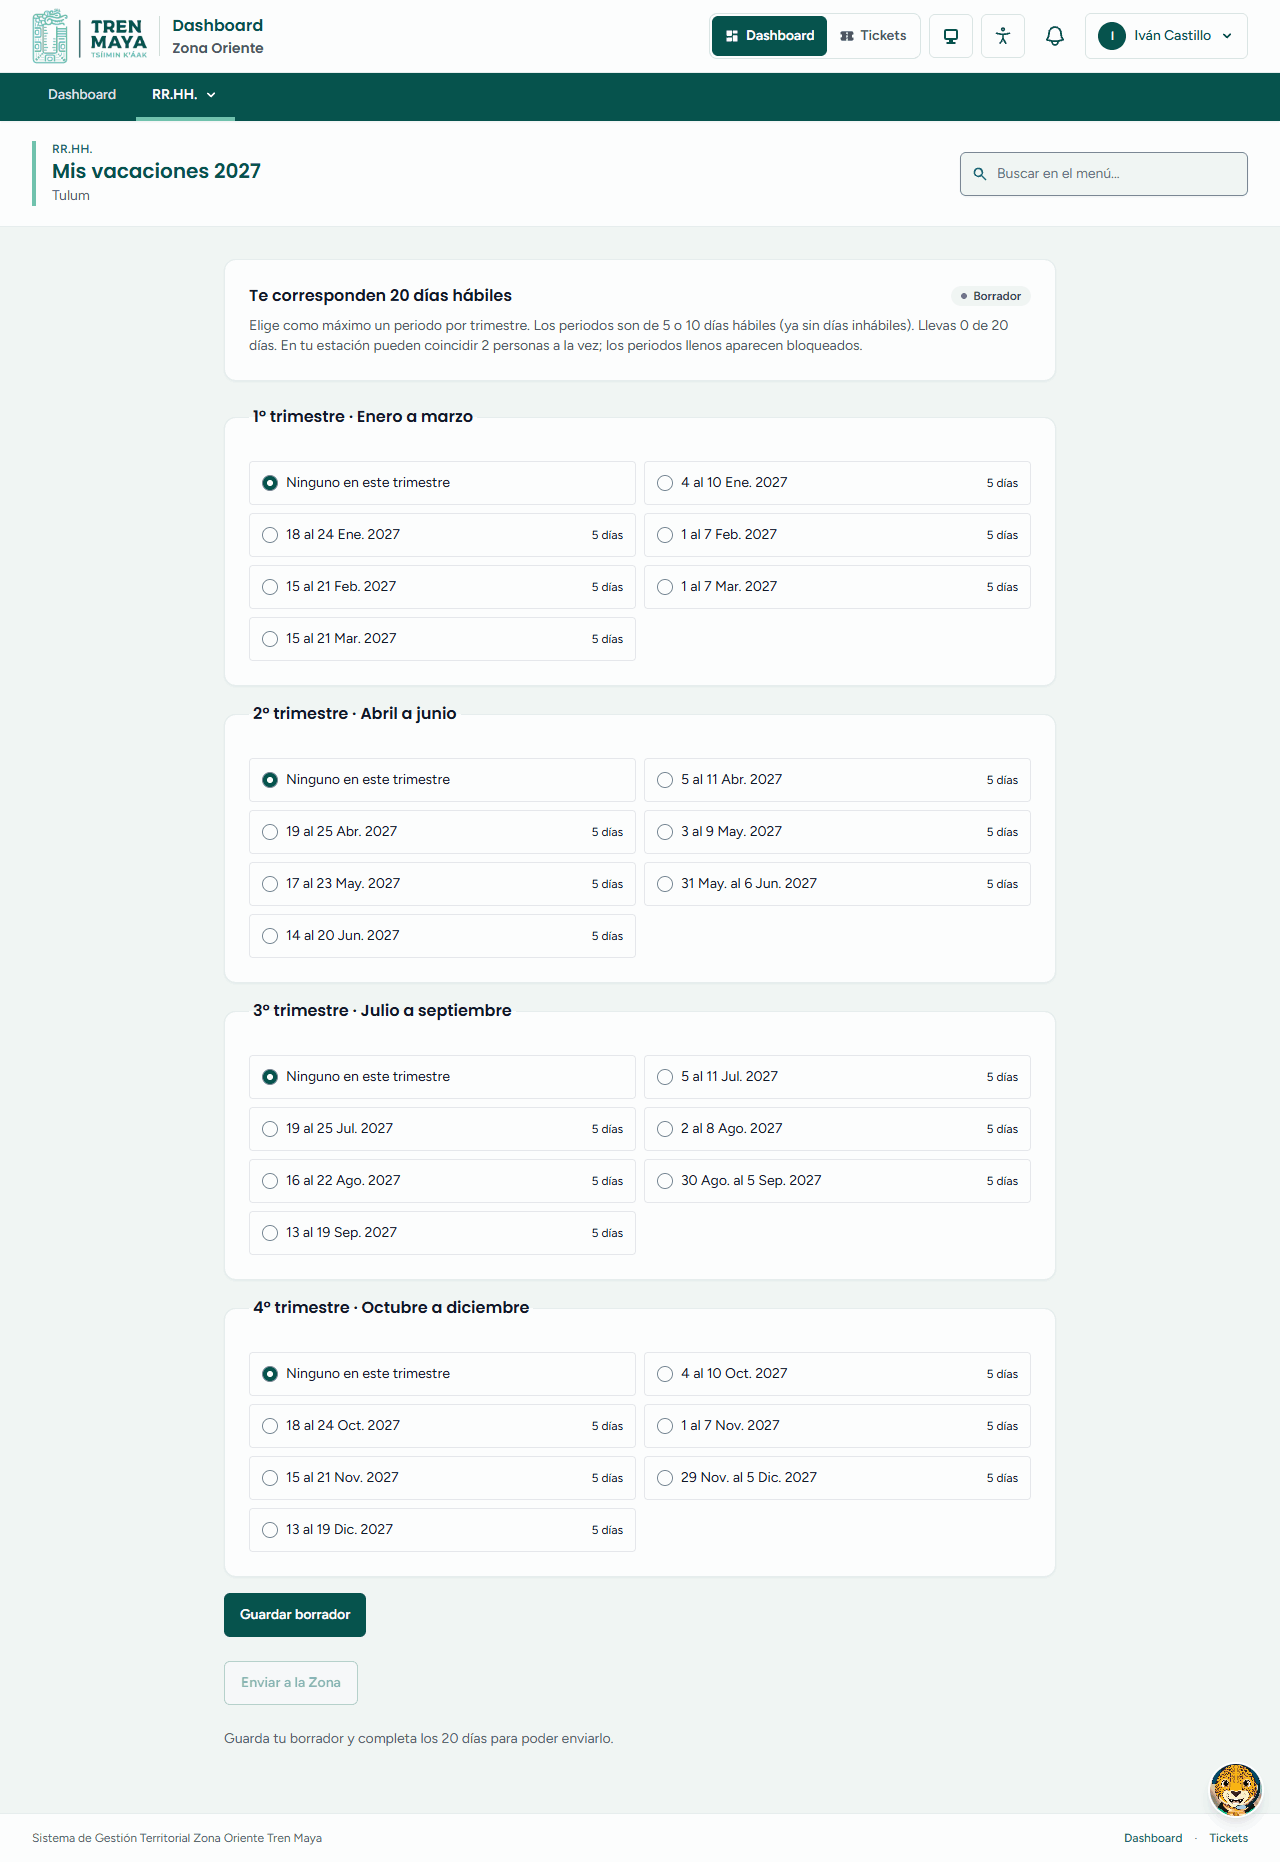 TREN
MAYA
TSÍIMIN K'ÁAK
Dashboard
Zona Oriente
Dashboard
Tickets
I
Iván Castillo
Dashboard
RR.HH.
RR.HH.
Mis vacaciones 2027
Tulum
Buscar en el menú...
Te corresponden 20 días hábiles
Borrador
Elige como máximo un periodo por trimestre. Los periodos son de 5 o 10 días hábiles (ya sin días inhábiles). Llevas 0 de 20
días. En tu estación pueden coincidir 2 personas a la vez; los periodos llenos aparecen bloqueados.
1º trimestre · Enero a marzo
Ninguno en este trimestre
4 al 10 Ene. 2027 5 días
18 al 24 Ene. 2027 5 días
1 al 7 Feb. 2027 5 días
15 al 21 Feb. 2027 5 días
1 al 7 Mar. 2027 5 días
15 al 21 Mar. 2027 5 días
2º trimestre · Abril a junio
Ninguno en este trimestre
5 al 11 Abr. 2027 5 días
19 al 25 Abr. 2027 5 días
3 al 9 May. 2027 5 días
17 al 23 May. 2027 5 días
31 May. al 6 Jun. 2027 5 días
14 al 20 Jun. 2027 5 días
3º trimestre · Julio a septiembre
Ninguno en este trimestre
5 al 11 Jul. 2027 5 días
19 al 25 Jul. 2027 5 días
2 al 8 Ago. 2027 5 días
16 al 22 Ago. 2027 5 días
30 Ago. al 5 Sep. 2027 5 días
13 al 19 Sep. 2027 5 días
4º trimestre · Octubre a diciembre
Ninguno en este trimestre
4 al 10 Oct. 2027 5 días
18 al 24 Oct. 2027 5 días
1 al 7 Nov. 2027 5 días
15 al 21 Nov. 2027 5 días
29 Nov. al 5 Dic. 2027 5 días
13 al 19 Dic. 2027 5 días
Guardar borrador
Enviar a la Zona
Guarda tu borrador y completa los 20 días para poder enviarlo.
Sistema de Gestión Territorial Zona Oriente Tren Maya
Dashboard · Tickets